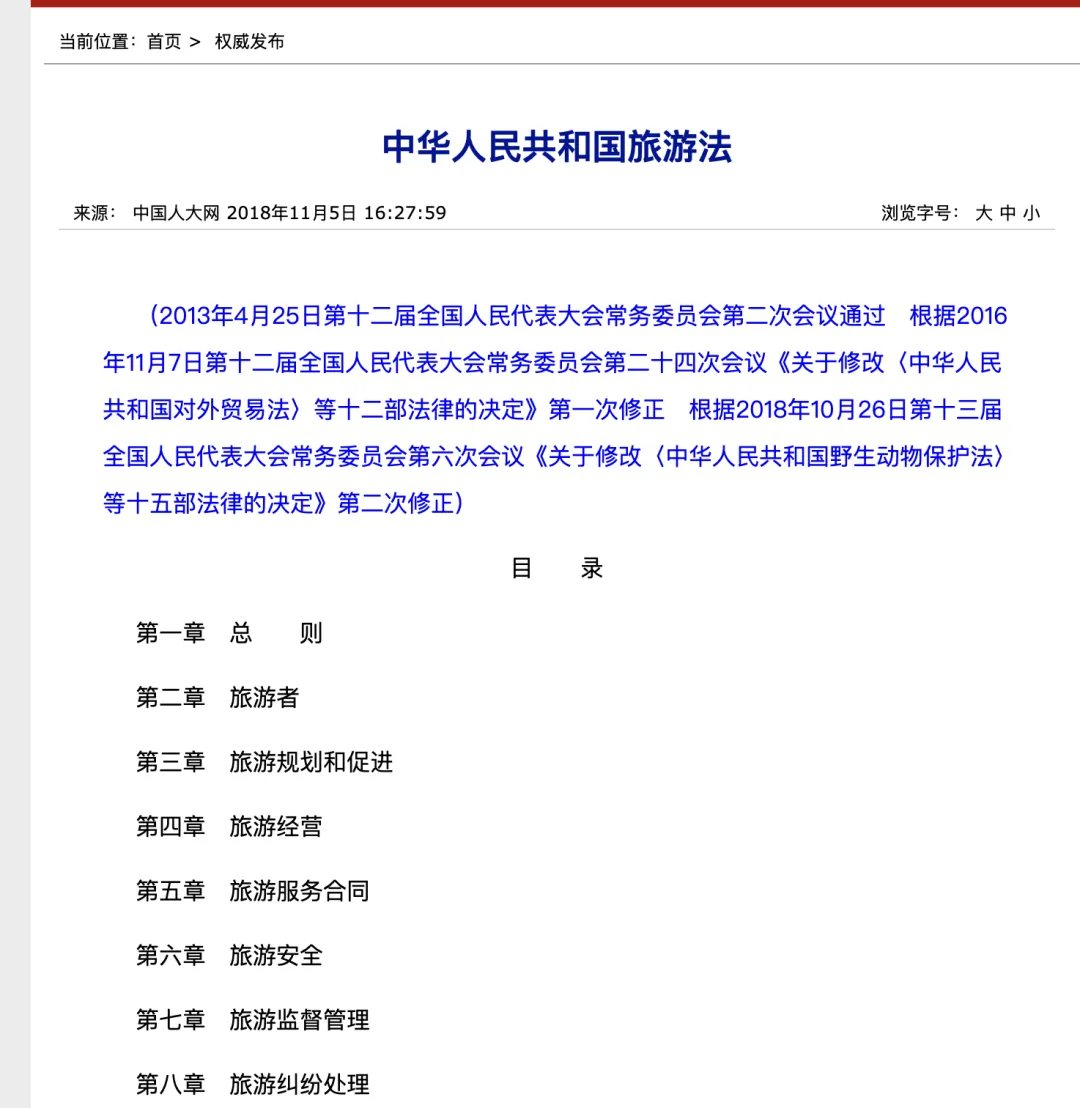 当前位置：首页 > 权威发布
中华人民共和国旅游法
来源： 中国人大网 2018年11月5日 16:27:59
浏览字号： 大 中 小
（2013年4月25日第十二届全国人民代表大会常务委员会第二次会议通过　根据2016
年11月7日第十二届全国人民代表大会常务委员会第二十四次会议《关于修改〈中华人民
共和国对外贸易法〉等十二部法律的决定》第一次修正　根据2018年10月26日第十三届
全国人民代表大会常务委员会第六次会议《关于修改〈中华人民共和国野生动物保护法〉
等十五部法律的决定》第二次修正）
目　　录
第一章　总　　则
第二章　旅游者
第三章　旅游规划和促进
第四章　旅游经营
第五章　旅游服务合同
第六章　旅游安全
第七章　旅游监督管理
第八章　旅游纠纷处理